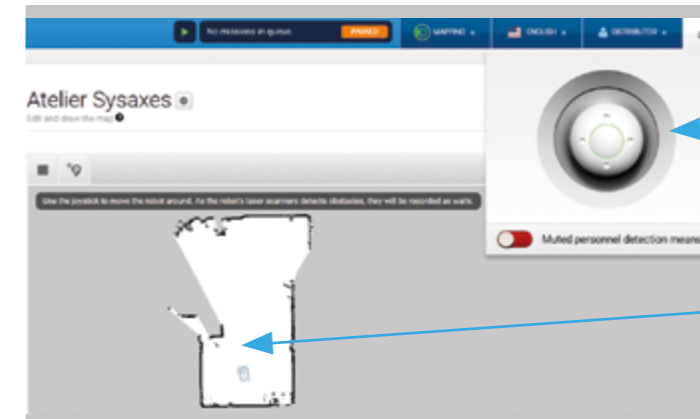 No missions in queue. PAUSED MAPPING ENGLISH DISTRIBUTOR
Atelier Sysaxes
Edit and draw the map
Use the joystick to move the robot around. As the robot's laser scanners detects obstacles, they will be recorded as walls.
Muted personnel detection means